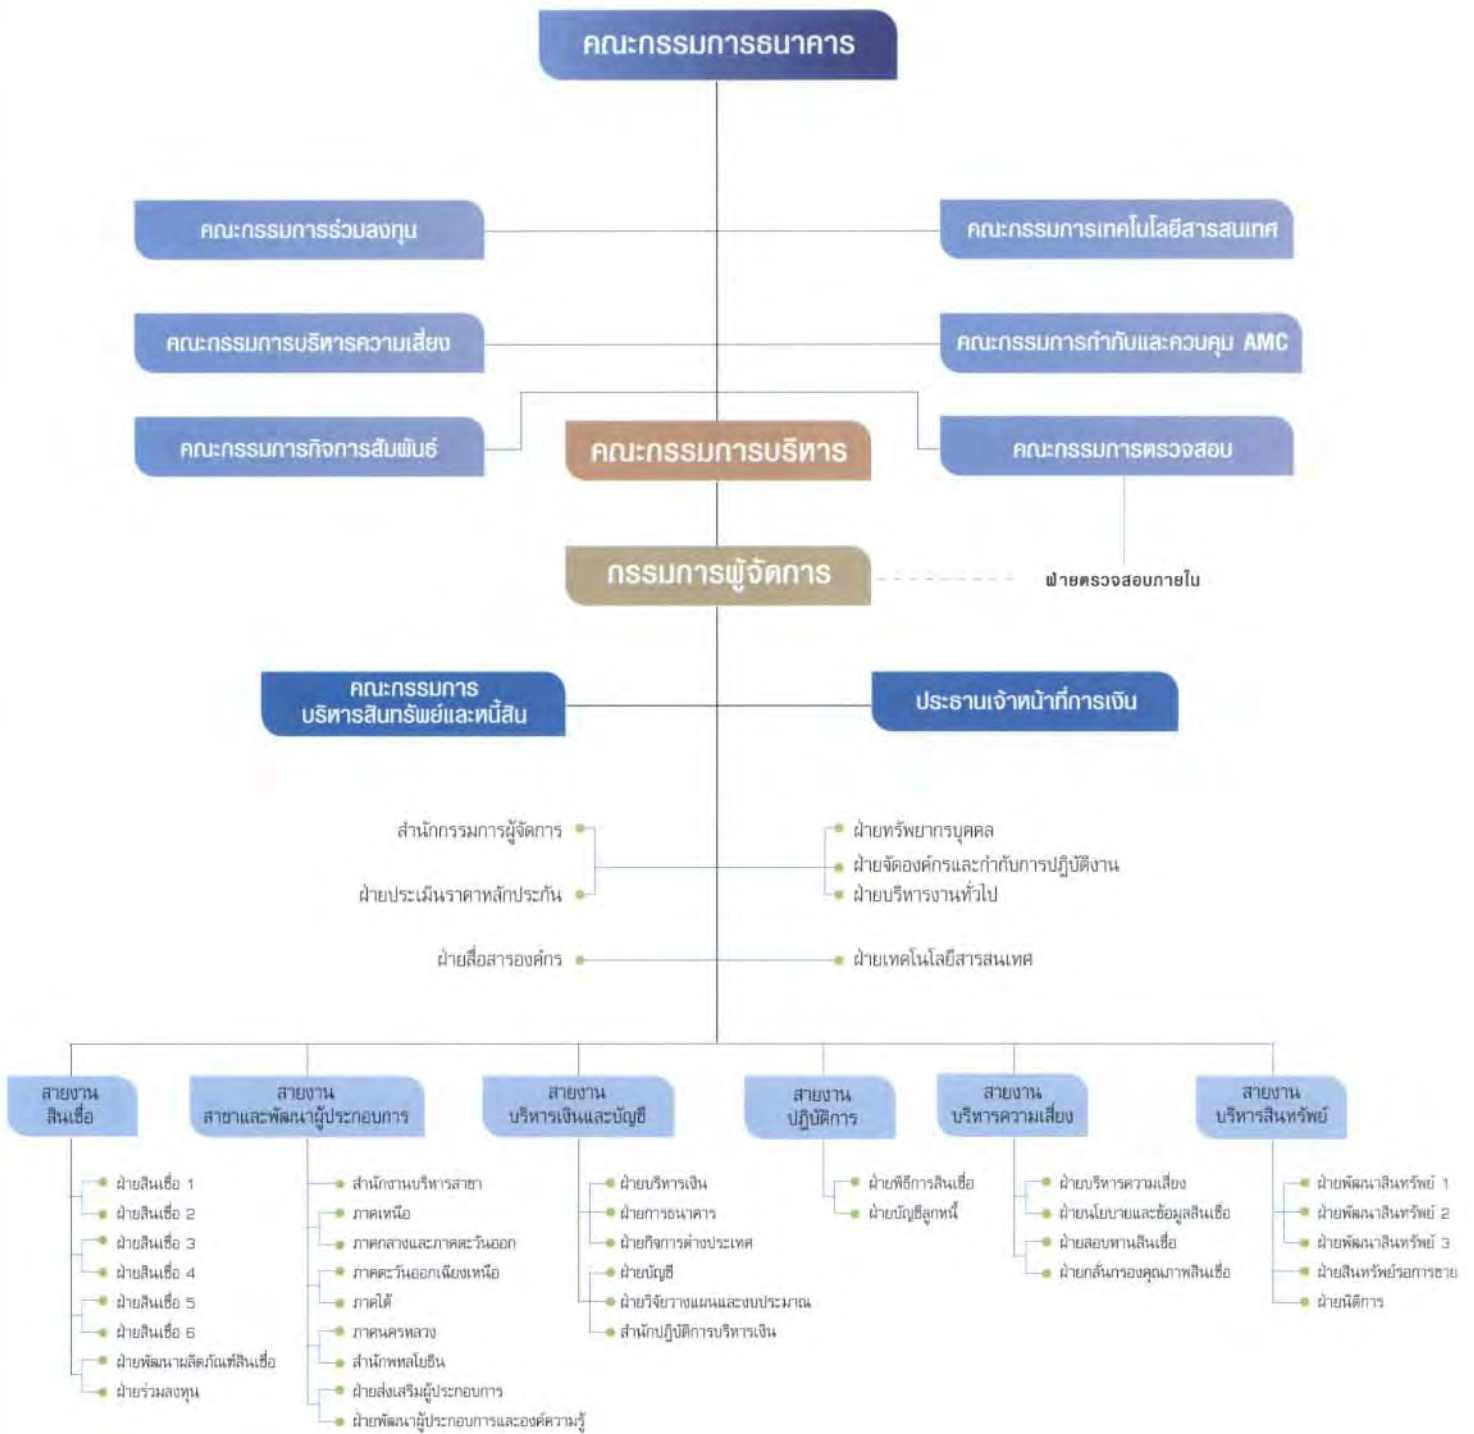 คณะกรรมการธนาคาร
คณะกรรมการร่วมลงทุน
คณะกรรมการเทคโนโลยีสารสนเทศ
คณะกรรมการบริหารความเสี่ยง
คณะกรรมการกำกับและควบคุม AMC
คณะกรรมการกิจการสัมพันธ์
คณะกรรมการบริหาร
คณะกรรมการตรวจสอบ
กรรมการผู้จัดการ
ฝ่ายตรวจสอบภายใน
คณะกรรมการ
บริหารสินทรัพย์และหนี้สิน
ประธานเจ้าหน้าที่การเงิน
สำนักกรรมการผู้จัดการ
ฝ่ายประเมินราคาหลักประกัน
ฝ่ายทรัพยากรบุคคล
ฝ่ายจัดองค์กรและกำกับการปฏิบัติงาน
ฝ่ายบริหารงานทั่วไป
ฝ่ายสื่อสารองค์กร
ฝ่ายเทคโนโลยีสารสนเทศ
สายงาน
สินเชื่อ
ฝ่ายสินเชื่อ 1
ฝ่ายสินเชื่อ 2
ฝ่ายสินเชื่อ 3
ฝ่ายสินเชื่อ 4
ฝ่ายสินเชื่อ 5
ฝ่ายสินเชื่อ 6
ฝ่ายพัฒนาผลิตภัณฑ์สินเชื่อ
ฝ่ายร่วมลงทุน
สายงาน
สาขาและพัฒนาผู้ประกอบการ
สำนักงานบริหารสาขา
ภาคเหนือ
ภาคกลางและภาคตะวันออก
ภาคตะวันออกเฉียงเหนือ
ภาคใต้
ภาคนครหลวง
สำนักพหลโยธิน
ฝ่ายส่งเสริมผู้ประกอบการ
ฝ่ายพัฒนาผู้ประกอบการและองค์ความรู้
สายงาน
บริหารเงินและบัญชี
ฝ่ายบริหารเงิน
ฝ่ายการธนาคาร
ฝ่ายกิจการต่างประเทศ
ฝ่ายบัญชี
ฝ่ายวิจัยวางแผนและงบประมาณ
สำนักปฏิบัติการบริหารเงิน
สายงาน
ปฏิบัติการ
ฝ่ายพิธีการสินเชื่อ
ฝ่ายบัญชีลูกหนี้
สายงาน
บริหารความเสี่ยง
ฝ่ายบริหารความเสี่ยง
ฝ่ายนโยบายและข้อมูลสินเชื่อ
ฝ่ายสอบทานสินเชื่อ
ฝ่ายกลั่นกรองคุณภาพสินเชื่อ
สายงาน
บริหารสินทรัพย์
ฝ่ายพัฒนาสินทรัพย์ 1
ฝ่ายพัฒนาสินทรัพย์ 2
ฝ่ายพัฒนาสินทรัพย์ 3
ฝ่ายสินทรัพย์รอการขาย
ฝ่ายนิติการ